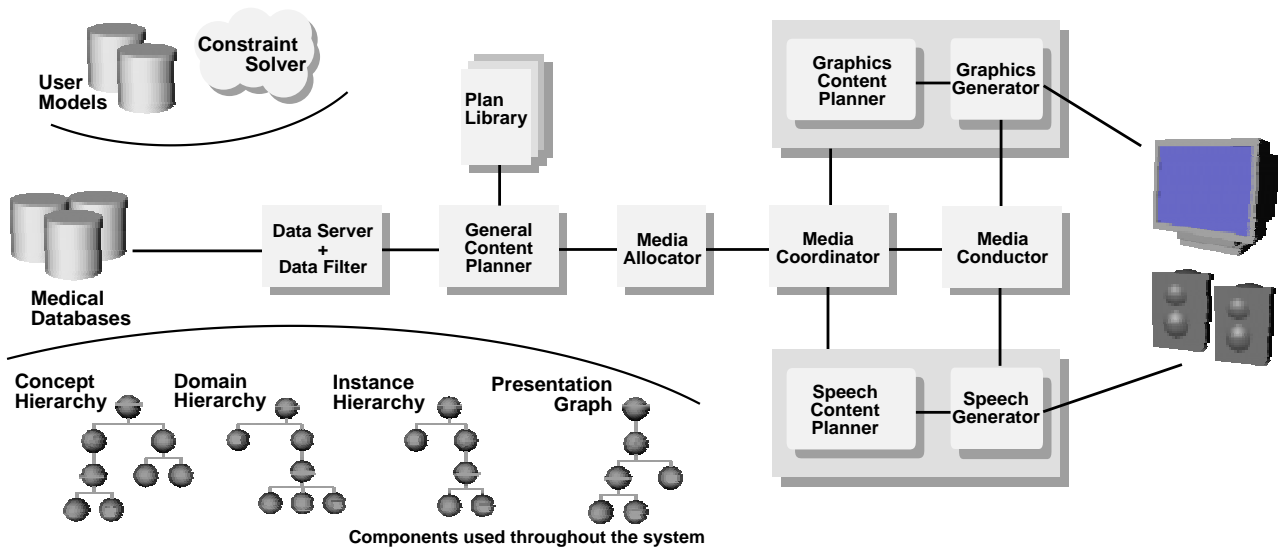 User
Models
Constraint
Solver
Plan
Library
Graphics
Content
Planner
Graphics
Generator
Medical
Databases
Data Server
+
Data Filter
General
Content
Planner
Media
Allocator
Media
Coordinator
Media
Conductor
Concept
Hierarchy
Domain
Hierarchy
Instance
Hierarchy
Presentation
Graph
Speech
Content
Planner
Speech
Generator
Components used throughout the system